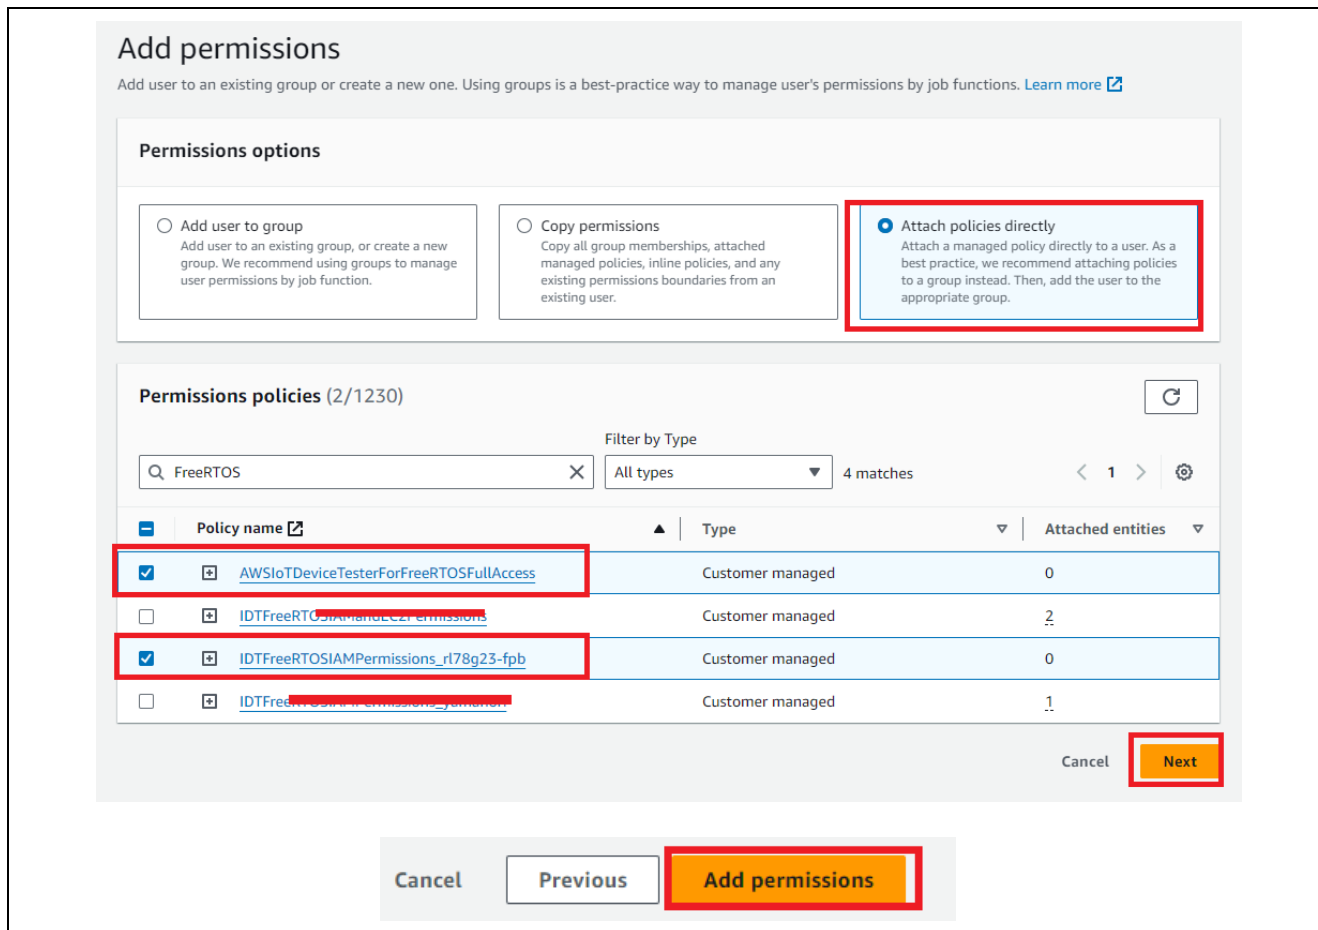 Add permissions
Add user to an existing group or create a new one. Using groups is a best-practice way to manage user's permissions by job functions. Learn more
Permissions options
Add user to group
Add user to an existing group, or create a new
group. We recommend using groups to manage
user permissions by job function.
Copy permissions
Copy all group memberships, attached
managed policies, inline policies, and any
existing permissions boundaries from an
existing user.
Attach policies directly
Attach a managed policy directly to a user. As a
best practice, we recommend attaching policies
to a group instead. Then, add the user to the
appropriate group.
Permissions policies (2/1230)
Filter by Type
FreeRTOS All types 4 matches 1
Policy name Type Attached entities
AWSIoTDeviceTesterForFreeRTOSFullAccess Customer managed 0
Customer managed 2
IDTFreeRTOSIAMPermissions_rl78g23-fpb Customer managed 0
Customer managed 1
Cancel Next
Cancel Previous Add permissions